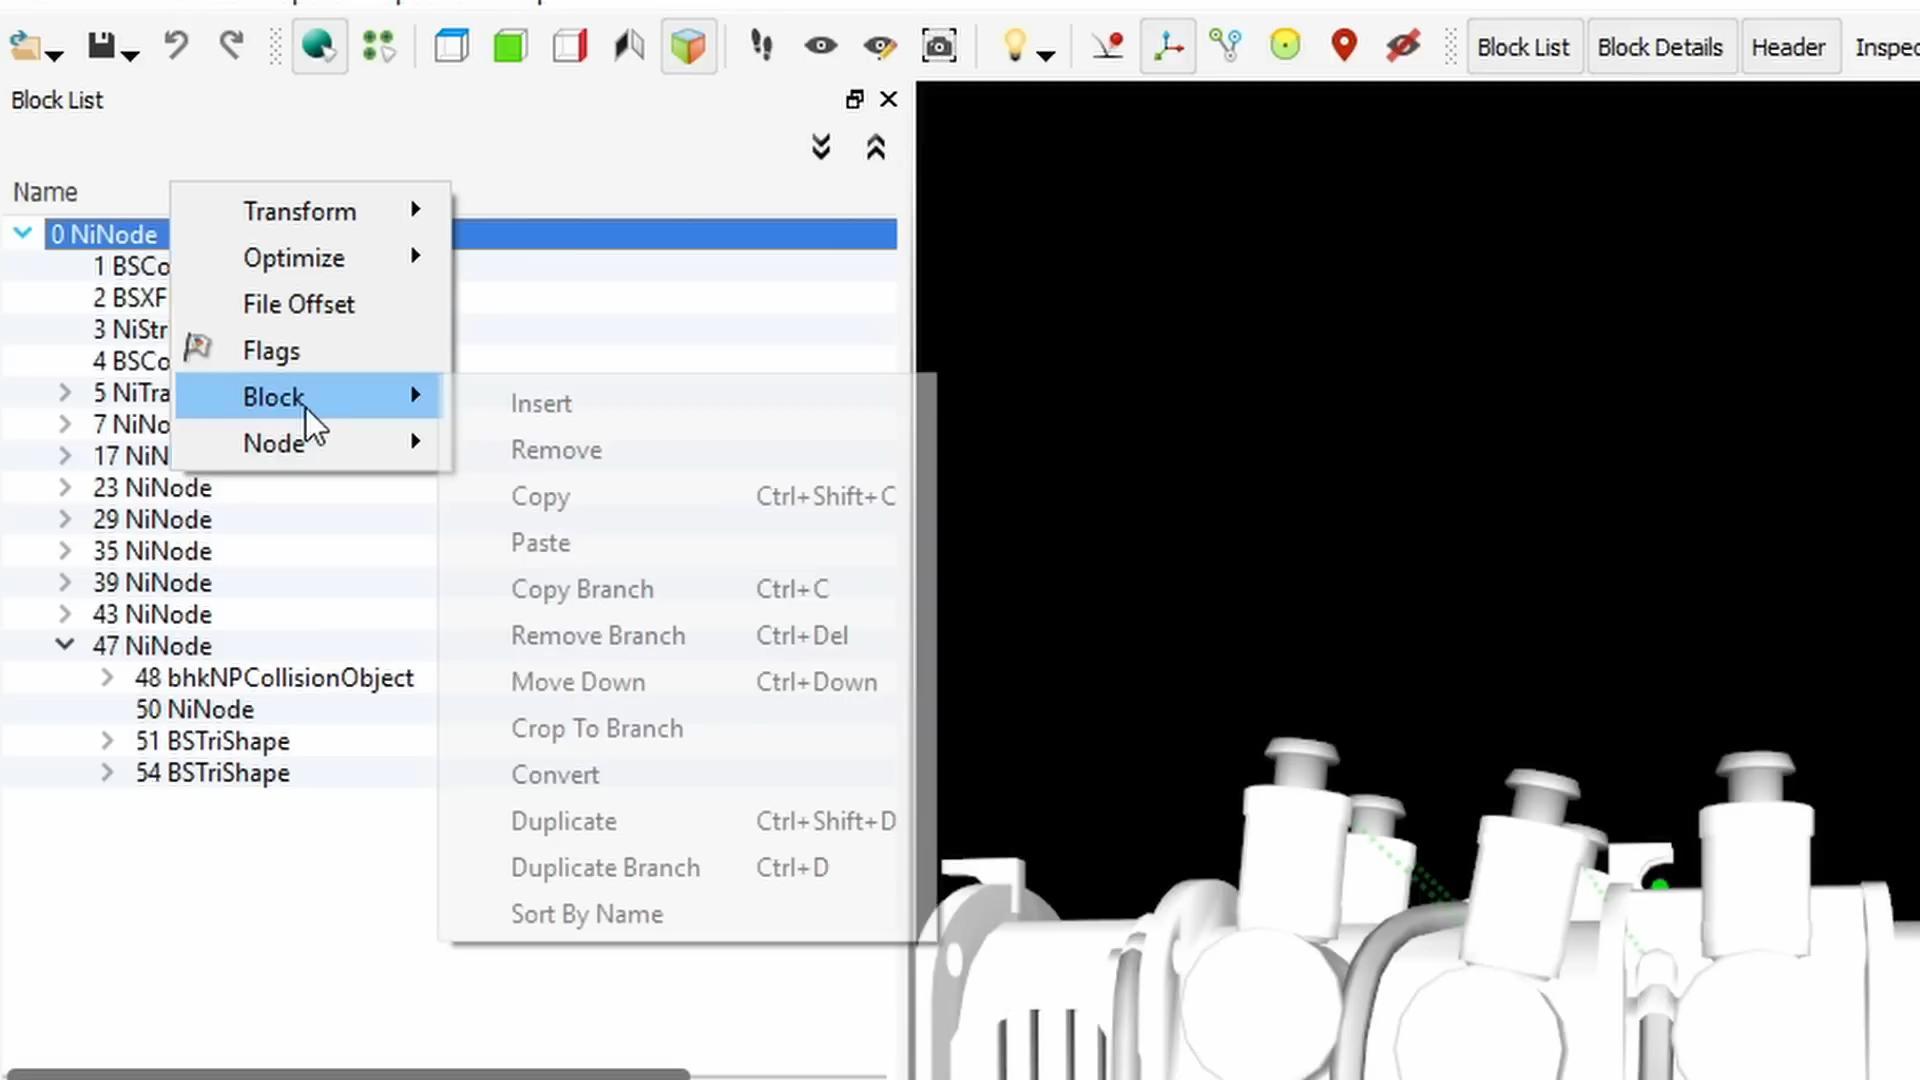 Block List
Block Details
Header
Inspec
Block List
Name
0 NiNode
1 BSCo
2 BSXF
3 NiStri
4 BSCo
5 NiTra
7 NiNo
17 NiN
23 NiNode
29 NiNode
35 NiNode
39 NiNode
43 NiNode
47 NiNode
48 bhkNPCollisionObject
50 NiNode
51 BSTriShape
54 BSTriShape
Transform
Optimize
File Offset
Flags
Block
Node
Insert
Remove
Copy Ctrl+Shift+C
Paste
Copy Branch Ctrl+C
Remove Branch Ctrl+Del
Move Down Ctrl+Down
Crop To Branch
Convert
Duplicate Ctrl+Shift+D
Duplicate Branch Ctrl+D
Sort By Name